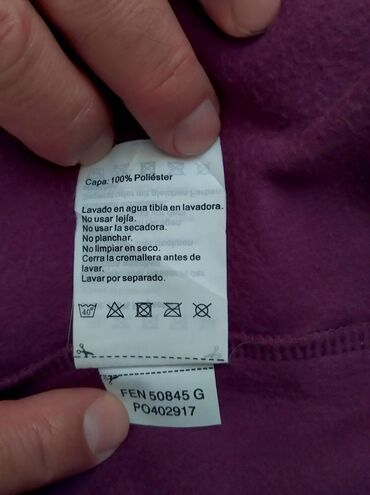 Capa: 100% Poliéster
Lavado en agua tibia en lavadora.
No usar lejía.
No usar la secadora.
No planchar.
No limpiar en seco.
Cerra la cremallera antes de
lavar.
Lavar por separado.
40°
FEN 50845 G
PO402917